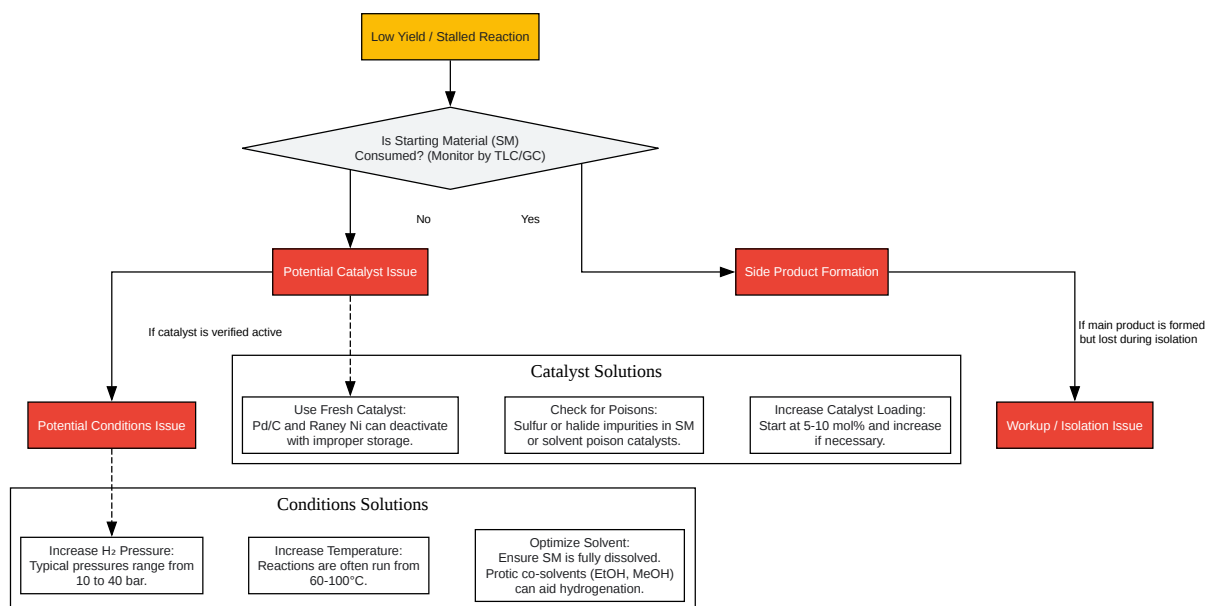 Low Yield / Stalled Reaction
Is Starting Material (SM)
Consumed? (Monitor by TLC/GC)
No
Yes
Potential Catalyst Issue
Side Product Formation
If catalyst is verified active
If main product is formed
but lost during isolation
Catalyst Solutions
Use Fresh Catalyst:
Pd/C and Raney Ni can deactivate
with improper storage.
Check for Poisons:
Sulfur or halide impurities in SM
or solvent poison catalysts.
Increase Catalyst Loading:
Start at 5-10 mol% and increase
if necessary.
Potential Conditions Issue
Workup / Isolation Issue
Conditions Solutions
Increase H₂ Pressure:
Typical pressures range from
10 to 40 bar.
Increase Temperature:
Reactions are often run from
60-100°C.
Optimize Solvent:
Ensure SM is fully dissolved.
Protic co-solvents (EtOH, MeOH)
can aid hydrogenation.